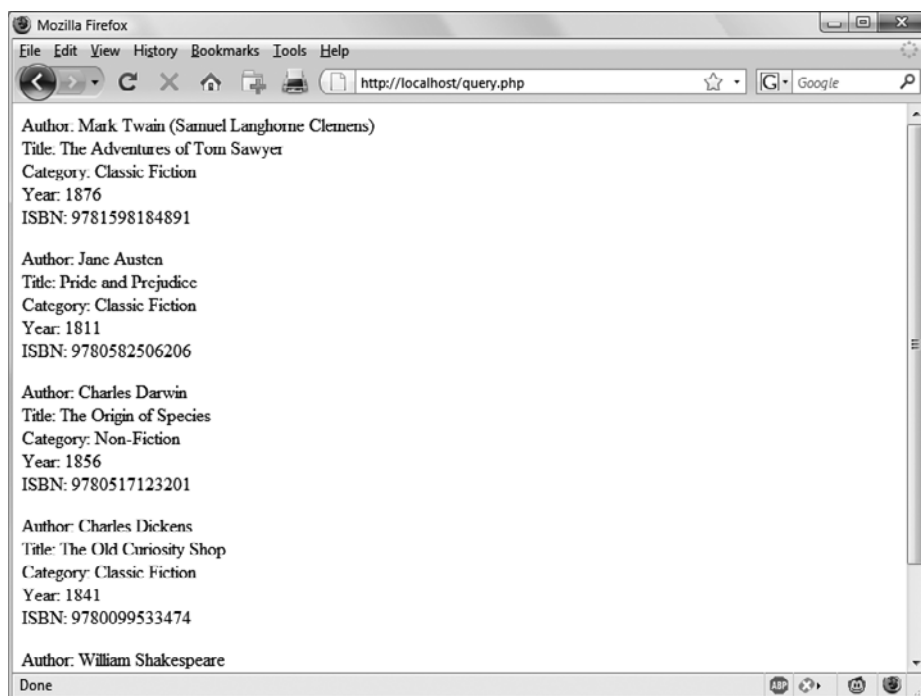 Mozilla Firefox
File Edit View History Bookmarks Tools Help
http://localhost/query.php
G Google
Author: Mark Twain (Samuel Langhorne Clemens)
Title: The Adventures of Tom Sawyer
Category: Classic Fiction
Year: 1876
ISBN: 9781598184891
Author: Jane Austen
Title: Pride and Prejudice
Category: Classic Fiction
Year: 1811
ISBN: 9780582506206
Author: Charles Darwin
Title: The Origin of Species
Category: Non-Fiction
Year: 1856
ISBN: 9780517123201
Author: Charles Dickens
Title: The Old Curiosity Shop
Category: Classic Fiction
Year: 1841
ISBN: 9780099533474
Author: William Shakespeare
Done
ABP